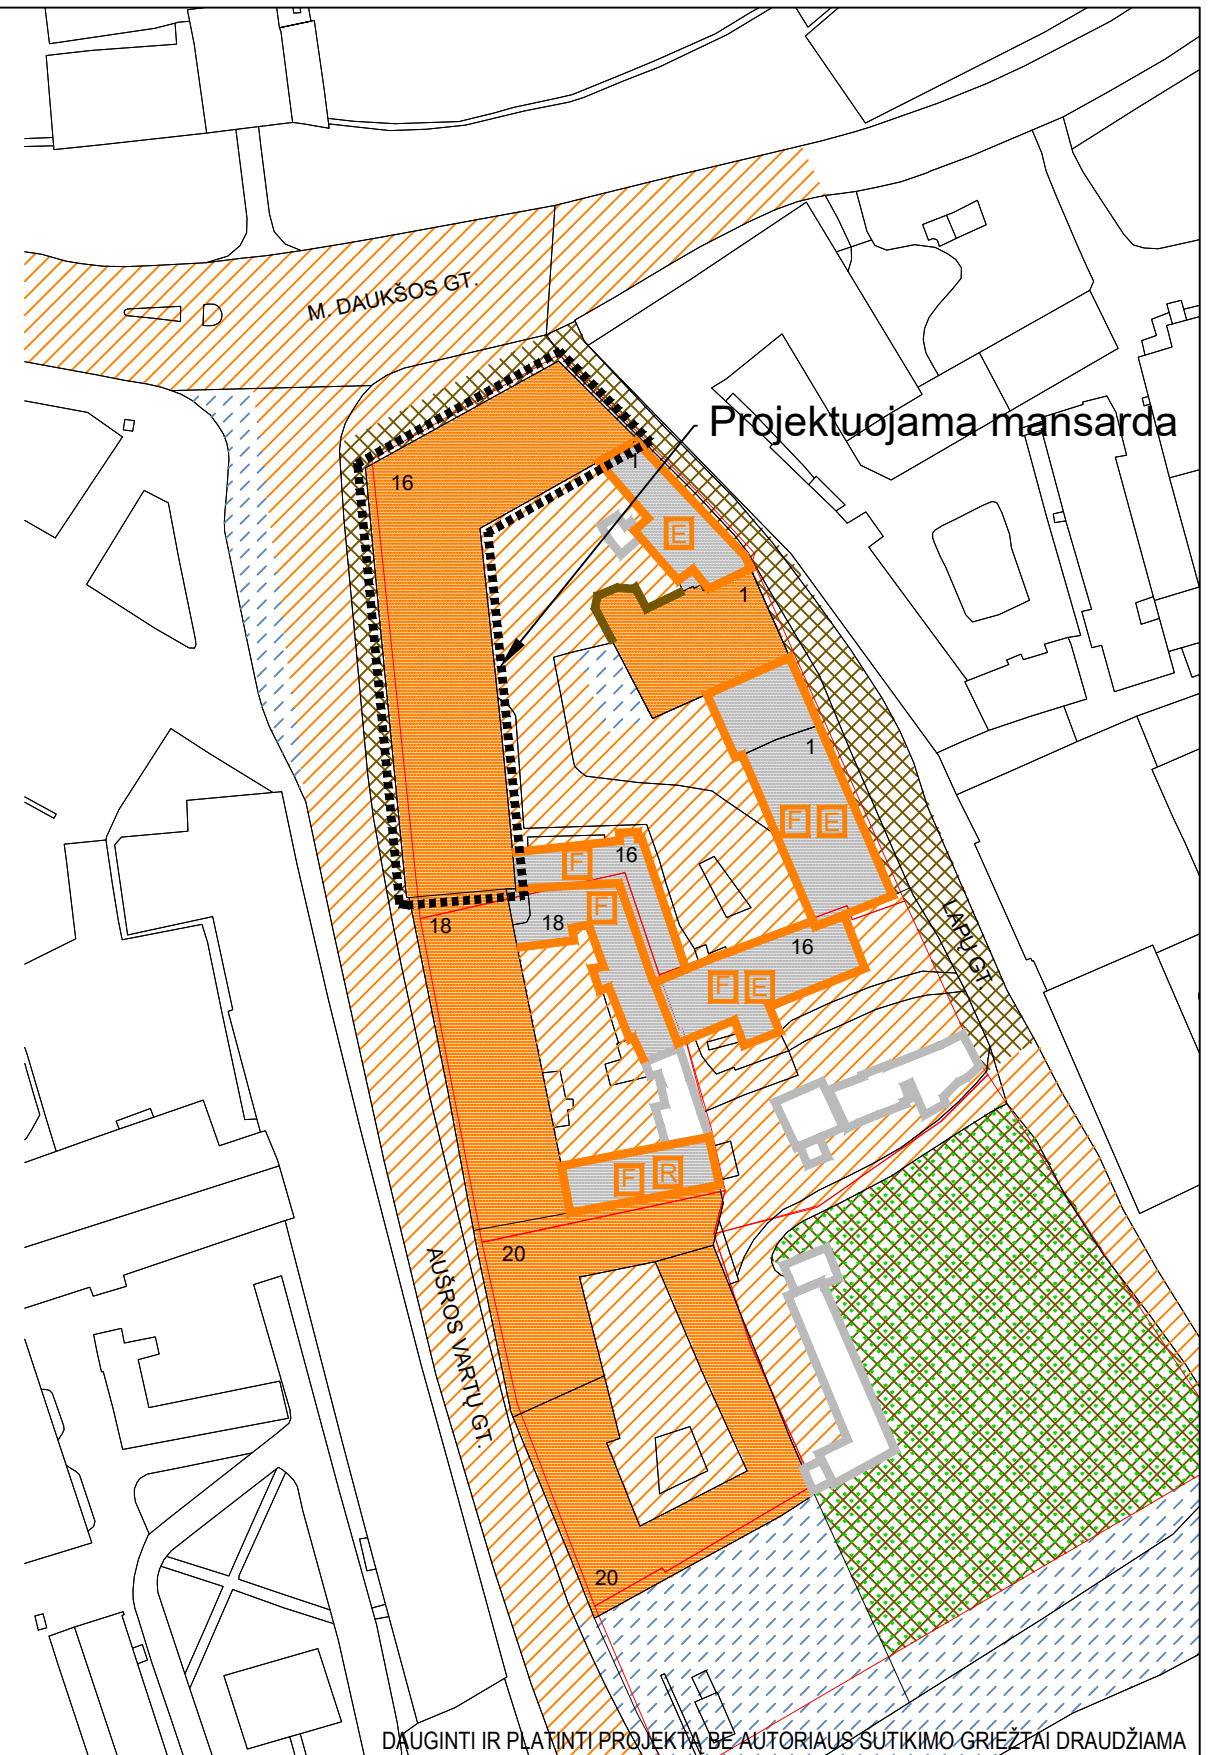 M. DAUKŠOS GT.
Projektuojama mansarda
1
16
E
1
1
F E
16
F
F
18
18
16
F E
LAPŲ GT.
F R
20
AUŠROS VARTŲ GT.
20
DAUGINTI IR PLATINTI PROJEKTĄ BE AUTORIAUS SUTIKIMO GRIEŽTAI DRAUDŽIAMA